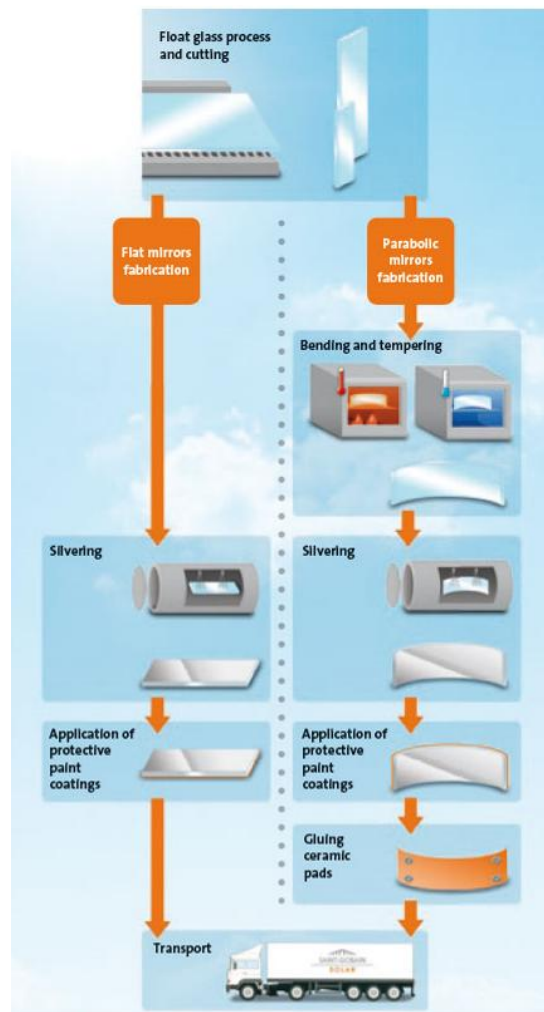 Float glass process
and cutting
Flat mirrors
fabrication
Parabolic
mirrors
fabrication
Bending and tempering
Silvering
Silvering
Application of
protective
paint
coatings
Application of
protective
paint
coatings
Gluing
ceramic
pads
Transport
SAINT-GOBAIN
SOLAR